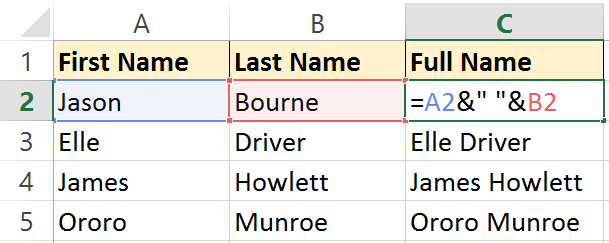 A B C
1 First Name Last Name Full Name
2 Jason Bourne =A2&" "&B2
3 Elle Driver Elle Driver
4 James Howlett James Howlett
5 Ororo Munroe Ororo Munroe